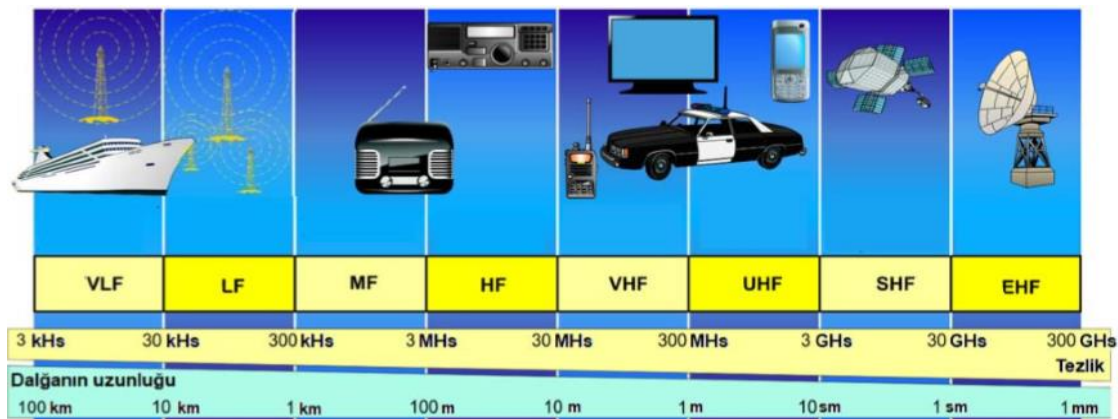 VLF LF MF HF VHF UHF SHF EHF
3 kHs 30 kHs 300 kHs 3 MHs 30 MHs 300 MHs 3 GHs 30 GHs 300 GHs
Tezlik
Dalğanın uzunluğu
100 km 10 km 1 km 100 m 10 m 1 m 10 sm 1 sm 1 mm